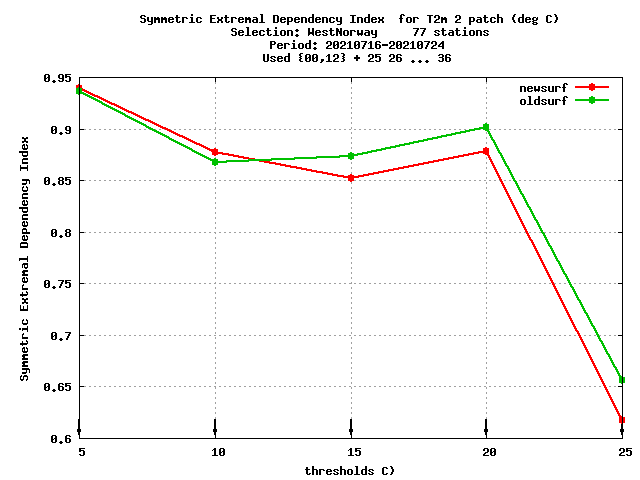 Symmetric Extremal Dependency Index  for T2m 2 patch (deg C)
Selection: WestNorway     77 stations
Period: 20210716-20210724
Used {00,12} + 25 26 ... 36
newsurf
oldsurf
Symmetric Extremal Dependency Index
0.95
0.9
0.85
0.8
0.75
0.7
0.65
0.6
5 10 15 20 25
thresholds C)